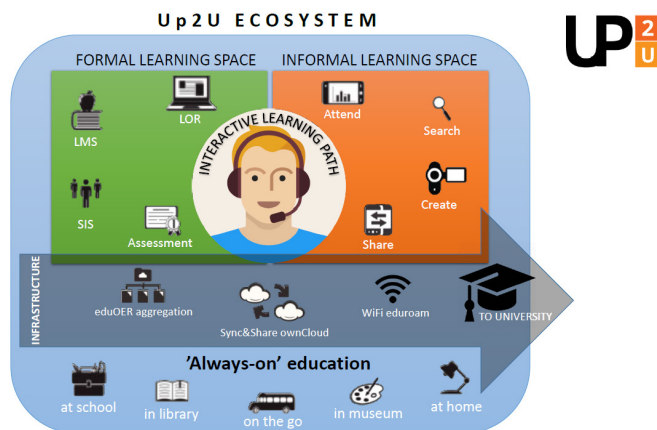 Up2U ECOSYSTEM
UP2U
FORMAL LEARNING SPACE
INFORMAL LEARNING SPACE
LMS
LOR
SIS
Assessment
INTERACTIVE LEARNING PATH
Attend
Search
Create
Share
INFRASTRUCTURE
eduOER aggregation
Sync&Share ownCloud
WiFi eduroam
TO UNIVERSITY
'Always-on' education
at school
in library
on the go
in museum
at home